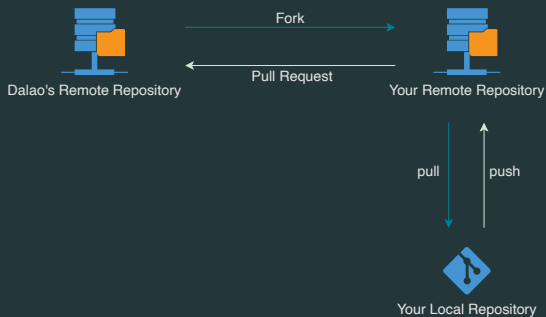 Fork
Pull Request
Dalao's Remote Repository
Your Remote Repository
pull
push
Your Local Repository